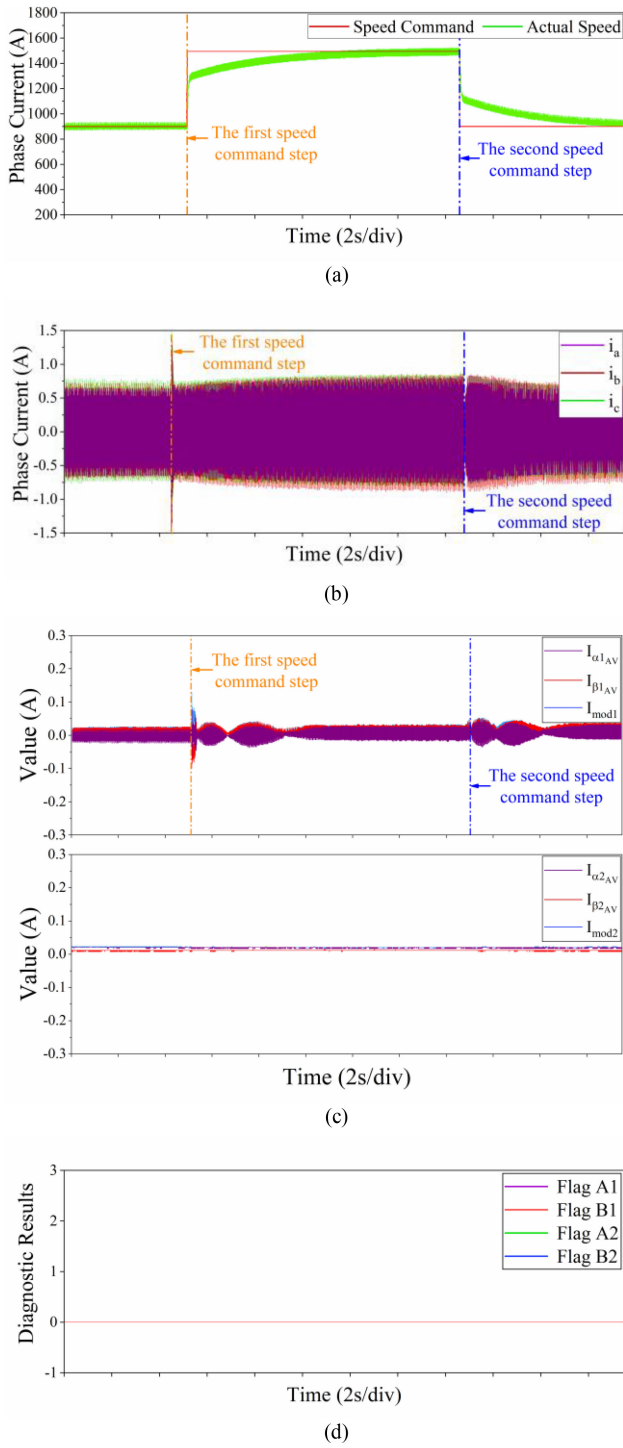 Phase Current (A)
1800
1600
1400
1200
1000
800
600
400
200
Speed Command
Actual Speed
The first speed
command step
The second speed
command step
Time (2s/div)
(a)
Phase Current (A)
1.5
1.0
0.5
0.0
-0.5
-1.0
-1.5
The first speed
command step
i_a
i_b
i_c
The second speed
command step
Time (2s/div)
(b)
Value (A)
0.3
0.2
0.1
0.0
-0.1
-0.2
-0.3
The first speed
command step
I_α1_AV
I_β1_AV
I_mod1
The second speed
command step
Value (A)
0.3
0.2
0.1
0.0
-0.1
-0.2
-0.3
I_α2_AV
I_β2_AV
I_mod2
Time (2s/div)
(c)
Diagnostic Results
3
2
1
0
-1
Flag A1
Flag B1
Flag A2
Flag B2
Time (2s/div)
(d)